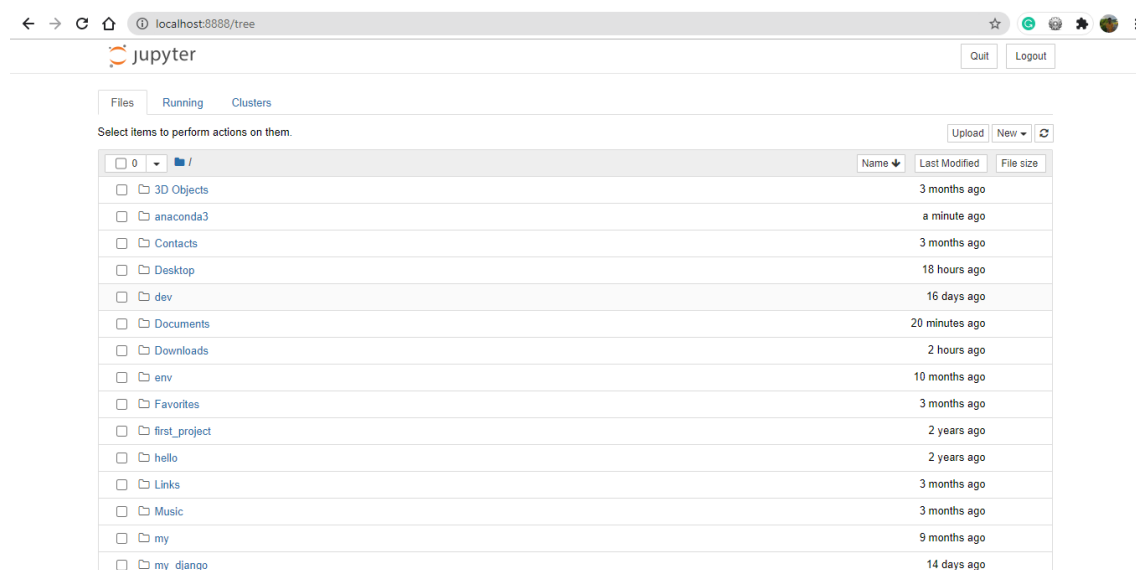 localhost:8888/tree
jupyter
Quit Logout
Files Running Clusters
Select items to perform actions on them.
Upload New
0 / Name Last Modified File size
3D Objects 3 months ago
anaconda3 a minute ago
Contacts 3 months ago
Desktop 18 hours ago
dev 16 days ago
Documents 20 minutes ago
Downloads 2 hours ago
env 10 months ago
Favorites 3 months ago
first_project 2 years ago
hello 2 years ago
Links 3 months ago
Music 3 months ago
my 9 months ago
my_django 14 days ago